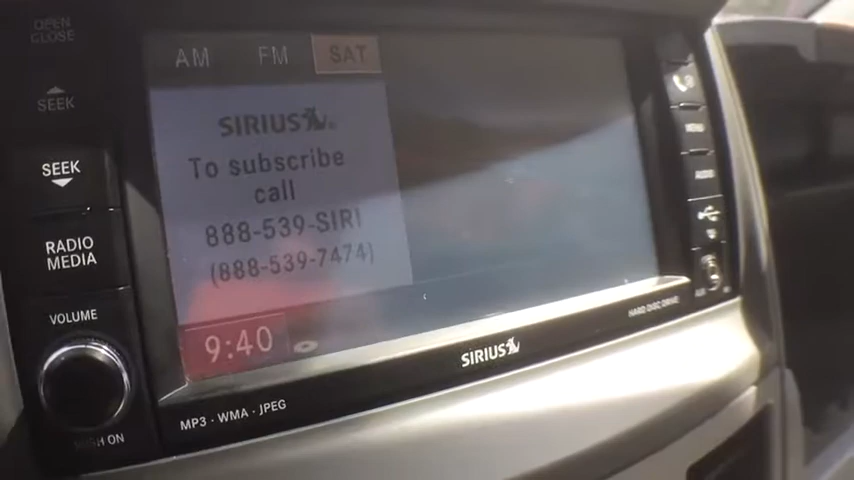 OPEN
CLOSE
SEEK
SEEK
RADIO
MEDIA
VOLUME
PUSH ON
AM FM SAT
SIRIUS
To subscribe
call
888-539-SIRI
(888-539-7474)
9:40
MP3 · WMA · JPEG
SIRIUS
HARD DISC DRIVE
MENU
AUDIO